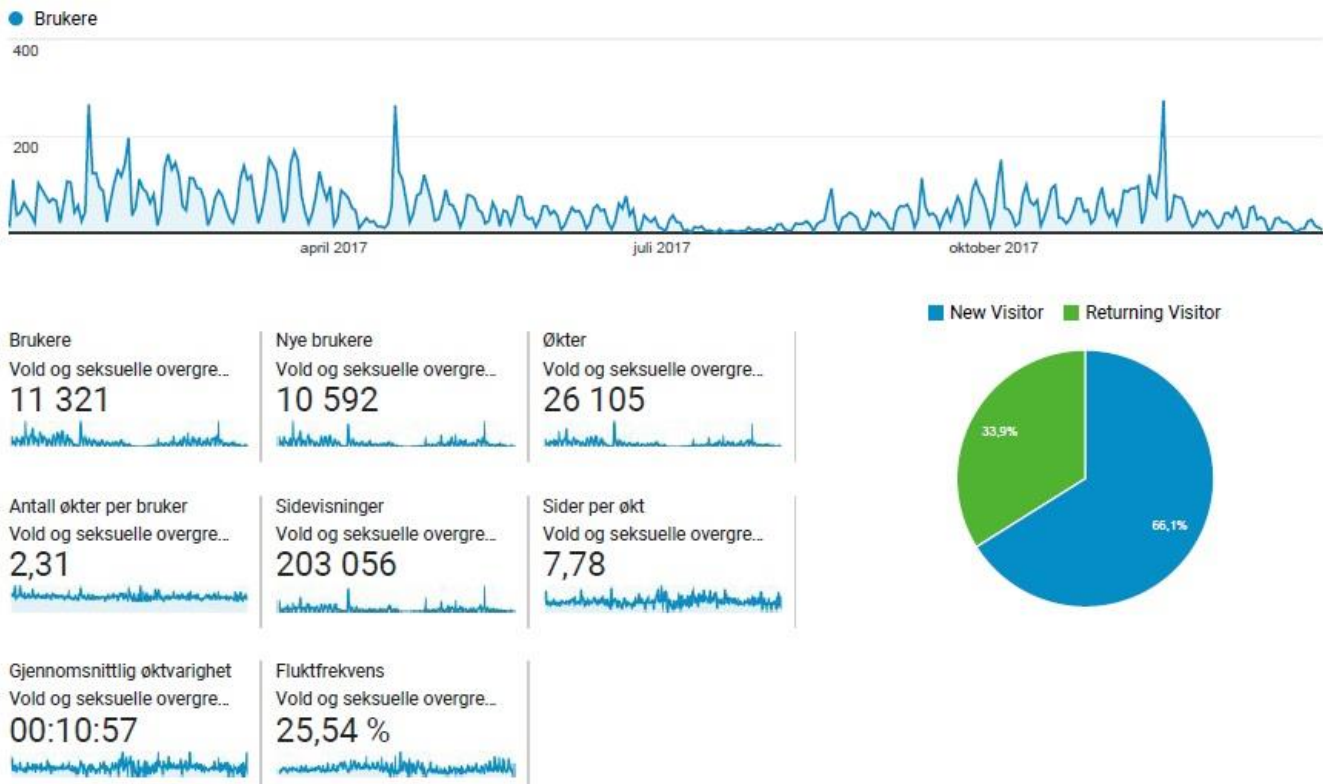 Brukere
400
200
april 2017
juli 2017
oktober 2017
New Visitor
Returning Visitor
33,9%
66,1%
Brukere
Vold og seksuelle overgre...
11 321
Nye brukere
Vold og seksuelle overgre...
10 592
Økter
Vold og seksuelle overgre...
26 105
Antall økter per bruker
Vold og seksuelle overgre...
2,31
Sidevisninger
Vold og seksuelle overgre...
203 056
Sider per økt
Vold og seksuelle overgre...
7,78
Gjennomsnittlig øktvarighet
Vold og seksuelle overgre...
00:10:57
Fluktfrekvens
Vold og seksuelle overgre...
25,54 %